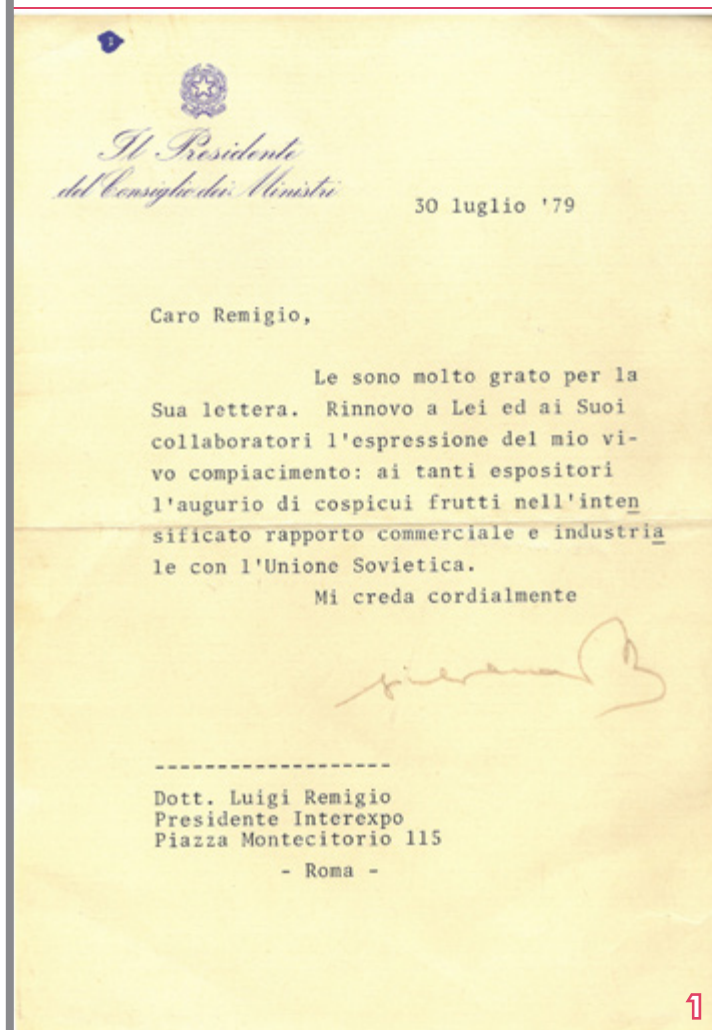 Il Presidente
del Consiglio dei Ministri
30 luglio '79
Caro Remigio,
Le sono molto grato per la
Sua lettera. Rinnovo a Lei ed ai Suoi
collaboratori l'espressione del mio vi-
vo compiacimento: ai tanti espositori
l'augurio di cospicui frutti nell'inten
sificato rapporto commerciale e industria
le con l'Unione Sovietica.
Mi creda cordialmente
-------------------
Dott. Luigi Remigio
Presidente Interexpo
Piazza Montecitorio 115
- Roma -
1